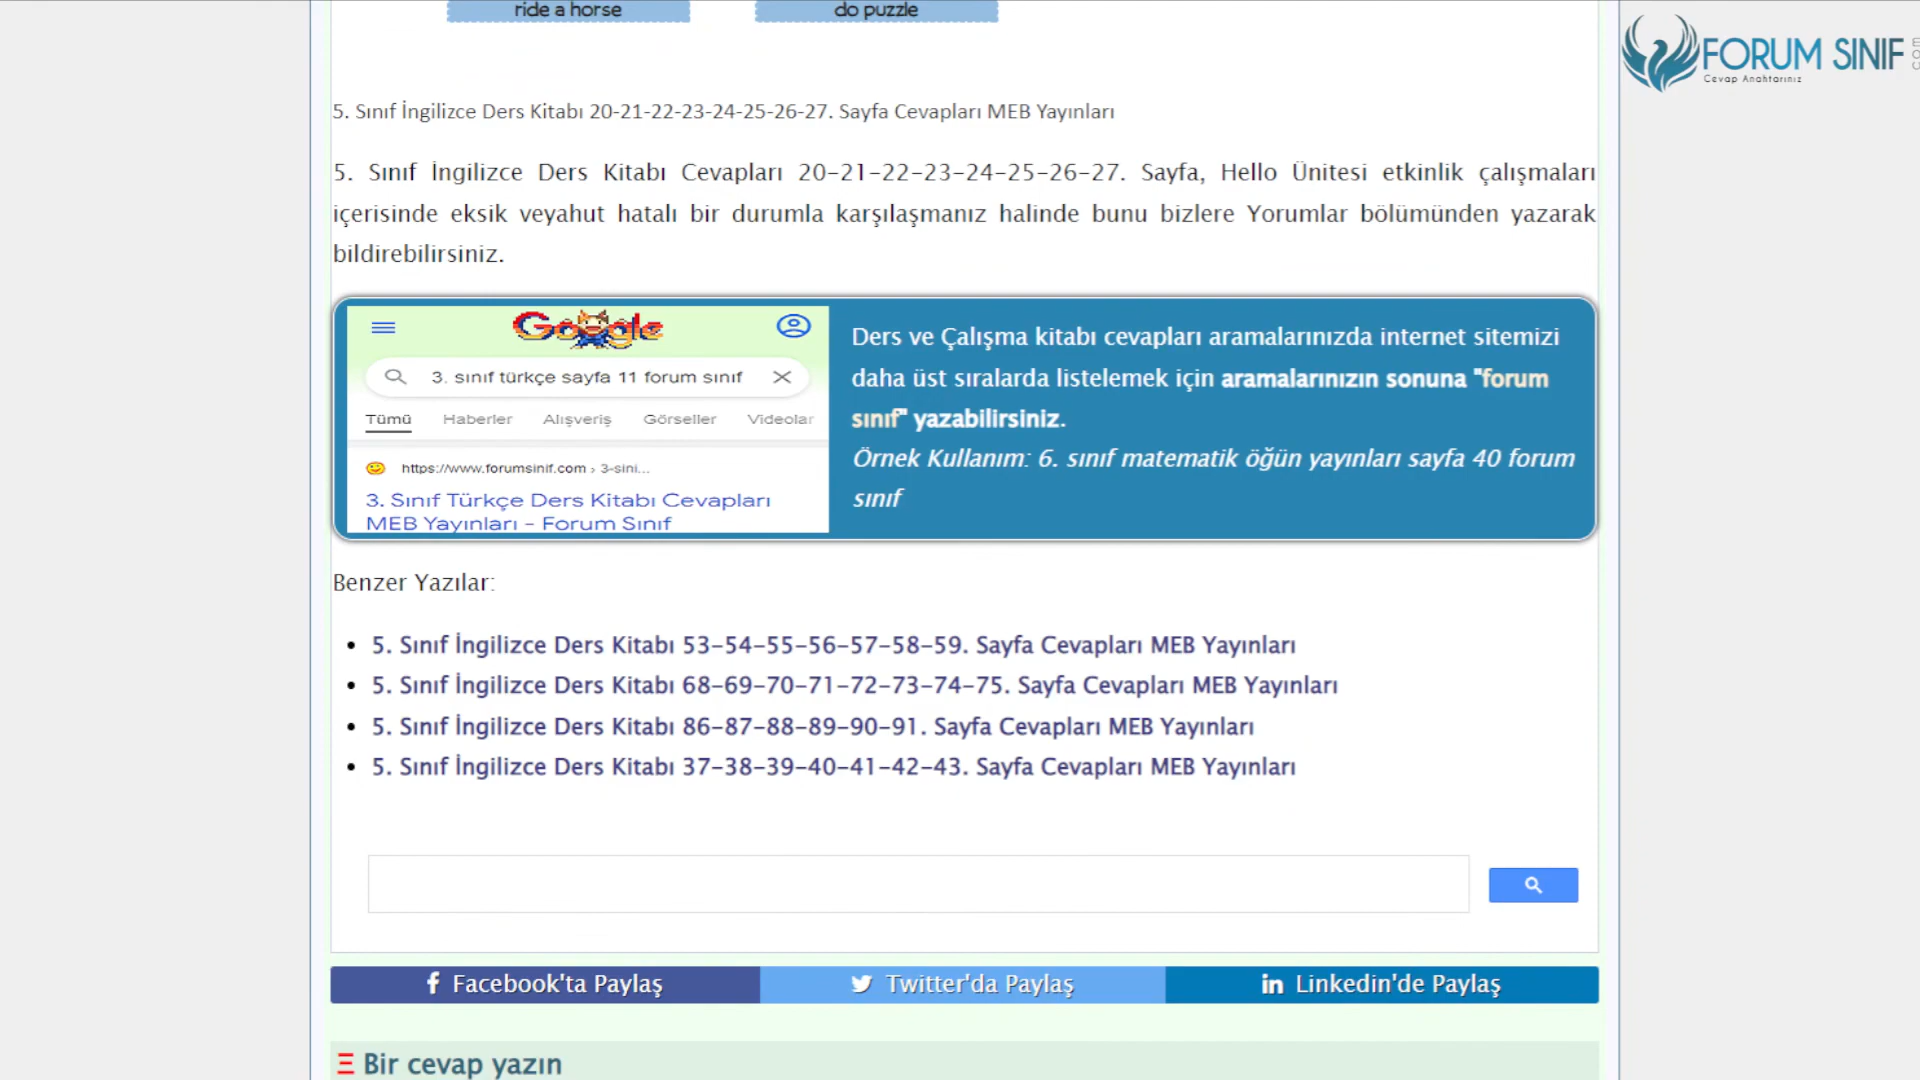 ride a horse do puzzle
FORUM SINIF
Cevap Anahtarınız
5. Sınıf İngilizce Ders Kitabı 20-21-22-23-24-25-26-27. Sayfa Cevapları MEB Yayınları
5. Sınıf İngilizce Ders Kitabı Cevapları 20-21-22-23-24-25-26-27. Sayfa, Hello Ünitesi etkinlik çalışmaları
içerisinde eksik veyahut hatalı bir durumla karşılaşmanız halinde bunu bizlere Yorumlar bölümünden yazarak
bildirebilirsiniz.
Google
3. sınıf türkçe sayfa 11 forum sınıf
Tümü Haberler Alışveriş Görseller Videolar
https://www.forumsinif.com › 3-sini...
3. Sınıf Türkçe Ders Kitabı Cevapları
MEB Yayınları - Forum Sınıf
Ders ve Çalışma kitabı cevapları aramalarınızda internet sitemizi
daha üst sıralarda listelemek için aramalarınızın sonuna "forum
sınıf" yazabilirsiniz.
Örnek Kullanım: 6. sınıf matematik öğün yayınları sayfa 40 forum
sınıf
Benzer Yazılar:
• 5. Sınıf İngilizce Ders Kitabı 53-54-55-56-57-58-59. Sayfa Cevapları MEB Yayınları
• 5. Sınıf İngilizce Ders Kitabı 68-69-70-71-72-73-74-75. Sayfa Cevapları MEB Yayınları
• 5. Sınıf İngilizce Ders Kitabı 86-87-88-89-90-91. Sayfa Cevapları MEB Yayınları
• 5. Sınıf İngilizce Ders Kitabı 37-38-39-40-41-42-43. Sayfa Cevapları MEB Yayınları
Facebook'ta Paylaş Twitter'da Paylaş Linkedin'de Paylaş
Bir cevap yazın